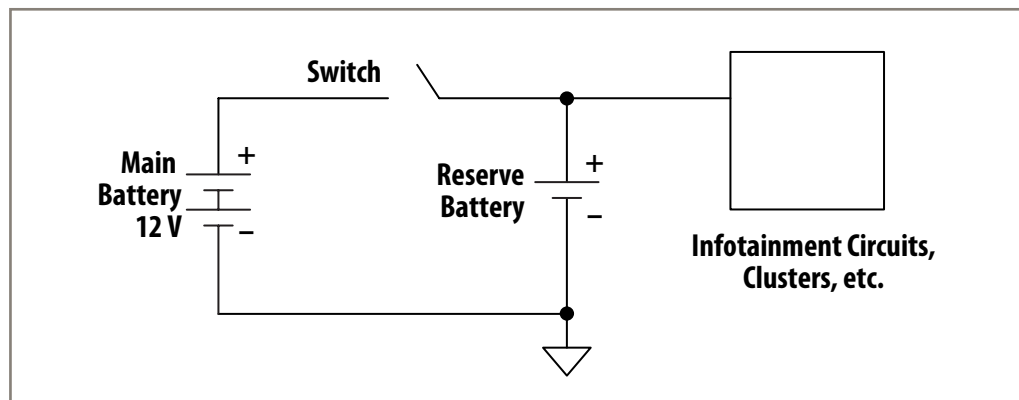 Switch
Main
Battery
12 V
+
–
Reserve
Battery
+
–
Infotainment Circuits,
Clusters, etc.